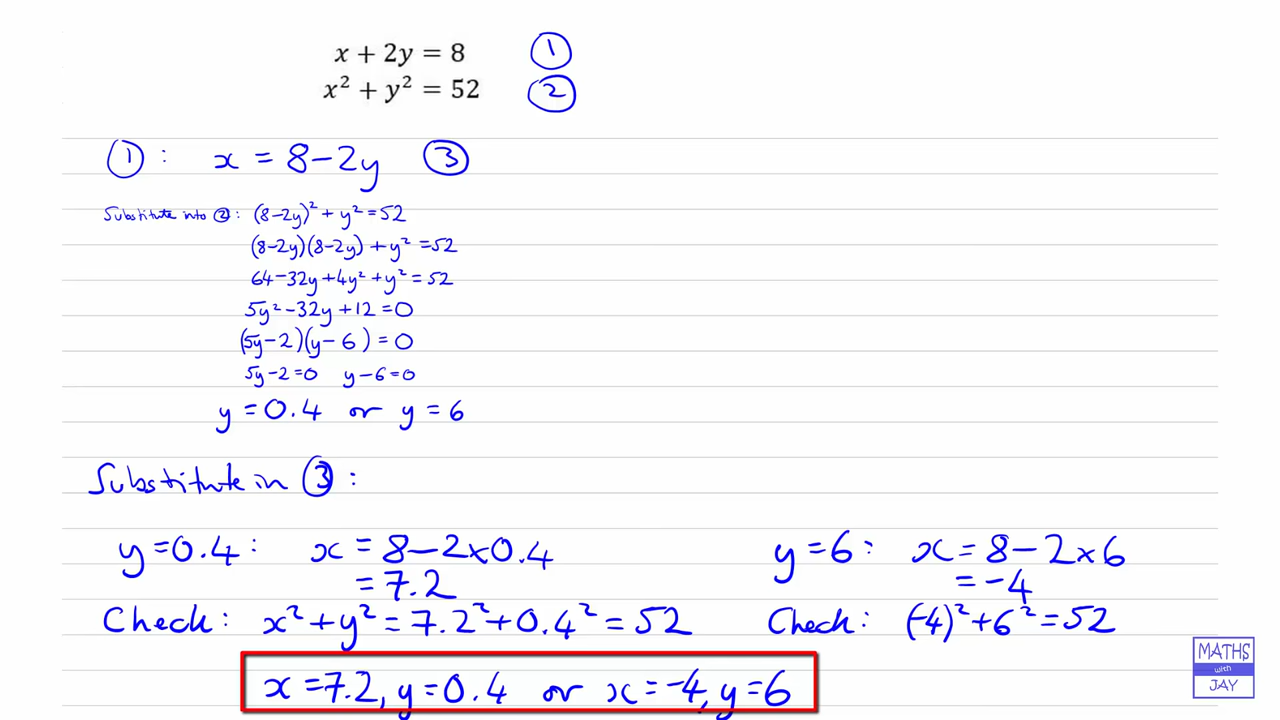 x + 2y = 8 ①
x² + y² = 52 ②
① : x = 8 - 2y ③
Substitute into ② : (8-2y)² + y² = 52
(8-2y)(8-2y) + y² = 52
64 - 32y + 4y² + y² = 52
5y² - 32y + 12 = 0
(5y - 2)(y - 6) = 0
5y - 2 = 0 y - 6 = 0
y = 0.4 or y = 6
Substitute in ③ :
y = 0.4 : x = 8 - 2 × 0.4
= 7.2
Check : x² + y² = 7.2² + 0.4² = 52
y = 6 : x = 8 - 2 × 6
= -4
Check : (-4)² + 6² = 52
x = 7.2, y = 0.4 or x = -4, y = 6
MATHS
with
JAY